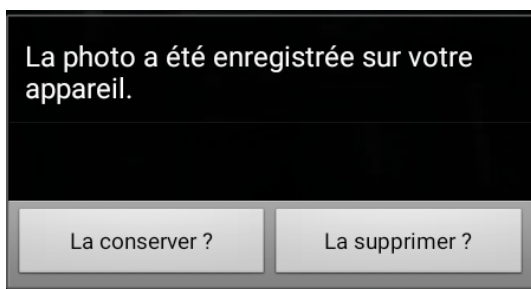 La photo a été enregistrée sur votre
appareil.
La conserver ?
La supprimer ?